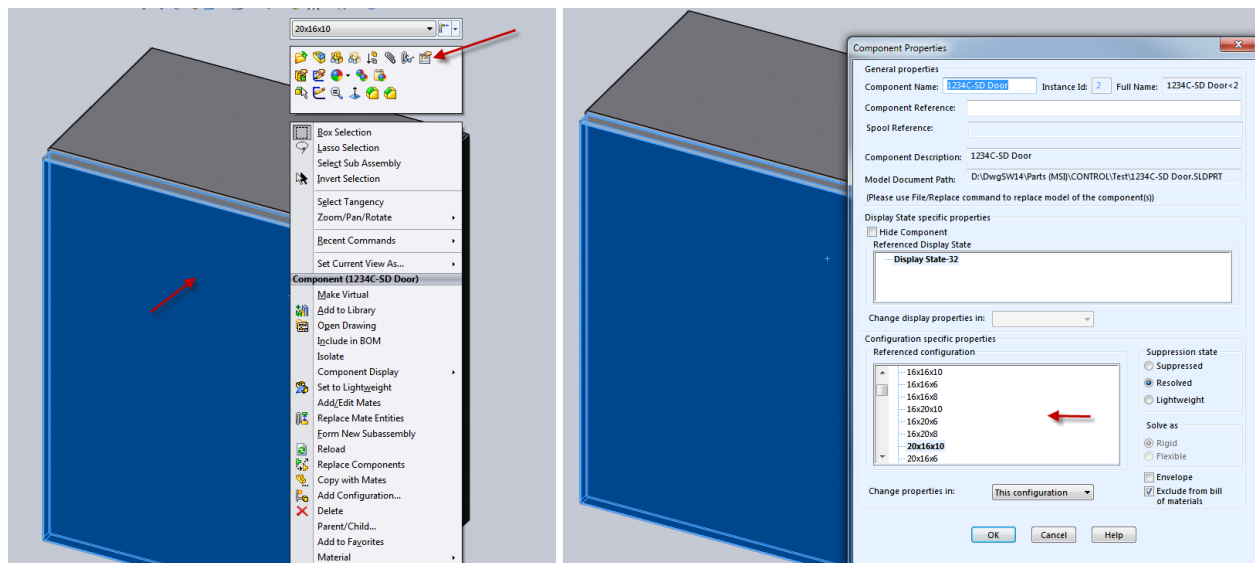 20x16x10
Box Selection
Lasso Selection
Select Sub Assembly
Invert Selection
Select Tangency
Zoom/Pan/Rotate
Recent Commands
Set Current View As...
Component (1234C-SD Door)
Make Virtual
Add to Library
Open Drawing
Include in BOM
Isolate
Component Display
Set to Lightweight
Add/Edit Mates
Replace Mate Entities
Form New Subassembly
Reload
Replace Components
Copy with Mates
Add Configuration...
Delete
Parent/Child...
Add to Favorites
Material
Component Properties
General properties
Component Name: 1234C-SD Door Instance Id: 2 Full Name: 1234C-SD Door<2
Component Reference:
Spool Reference:
Component Description: 1234C-SD Door
Model Document Path: D:\DwgSW14\Parts (MSI)\CONTROL\Test\1234C-SD Door.SLDPRT
(Please use File/Replace command to replace model of the component(s))
Display State specific properties
Hide Component
Referenced Display State
Display State-32
Change display properties in:
Configuration specific properties
Referenced configuration
16x16x10
16x16x6
16x16x8
16x20x10
16x20x6
16x20x8
20x16x10
20x16x6
Suppression state
Suppressed
Resolved
Lightweight
Solve as
Rigid
Flexible
Envelope
Exclude from bill
of materials
Change properties in: This configuration
OK Cancel Help